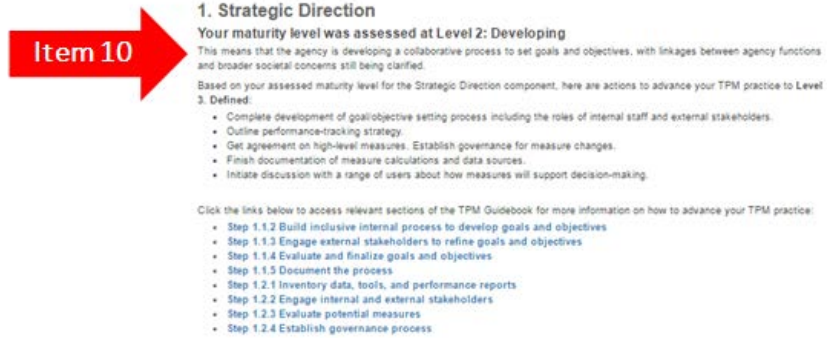 1. Strategic Direction
Your maturity level was assessed at Level 2: Developing
Item 10
This means that the agency is developing a collaborative process to set goals and objectives, with linkages between agency functions
and broader societal concerns still being clarified.
Based on your assessed maturity level for the Strategic Direction component, here are actions to advance your TPM practice to Level
3. Defined:
• Complete development of goal/objective setting process including the roles of internal staff and external stakeholders.
• Outline performance-tracking strategy.
• Get agreement on high-level measures. Establish governance for measure changes.
• Finish documentation of measure calculations and data sources.
• Initiate discussion with a range of users about how measures will support decision-making.
Click the links below to access relevant sections of the TPM Guidebook for more information on how to advance your TPM practice:
• Step 1.1.2 Build inclusive internal process to develop goals and objectives
• Step 1.1.3 Engage external stakeholders to refine goals and objectives
• Step 1.1.4 Evaluate and finalize goals and objectives
• Step 1.1.5 Document the process
• Step 1.2.1 Inventory data, tools, and performance reports
• Step 1.2.2 Engage internal and external stakeholders
• Step 1.2.3 Evaluate potential measures
• Step 1.2.4 Establish governance process